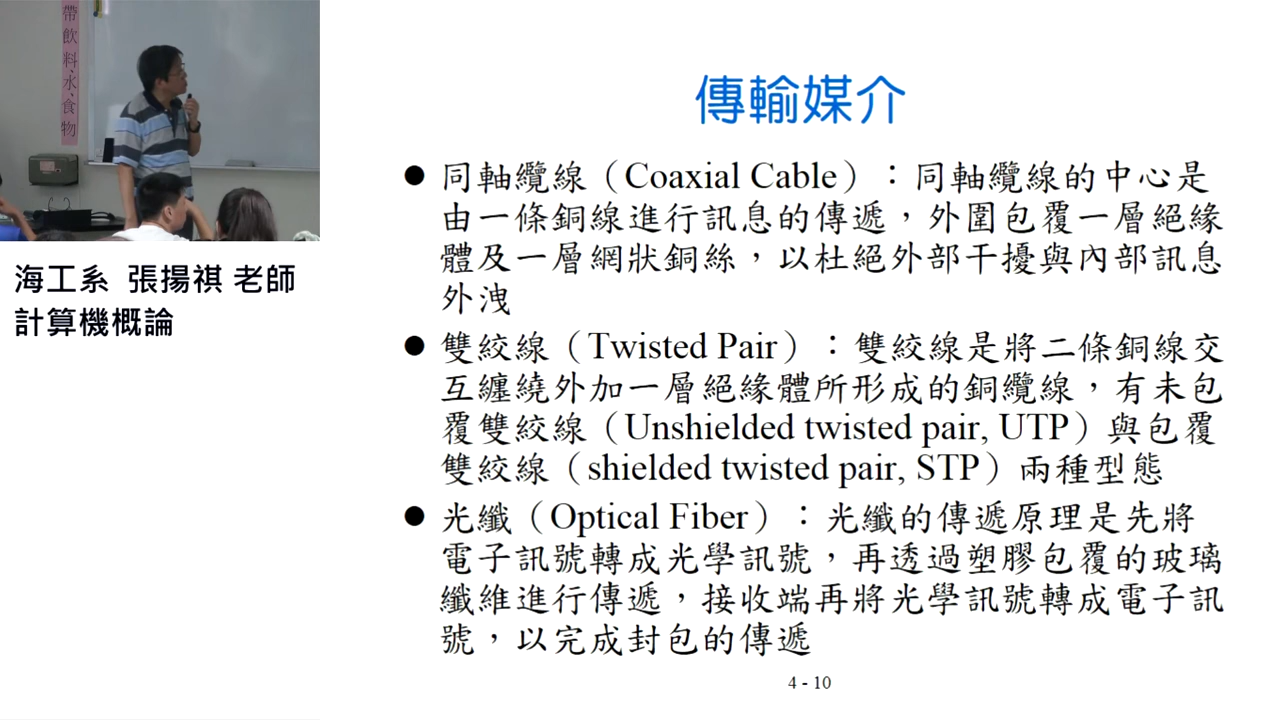 帶飲料、水、食物
海工系 張揚祺 老師
計算機概論
傳輸媒介
● 同軸纜線（Coaxial Cable）：同軸纜線的中心是
由一條銅線進行訊息的傳遞，外圍包覆一層絕緣
體及一層網狀銅絲，以杜絕外部干擾與內部訊息
外洩
● 雙絞線（Twisted Pair）：雙絞線是將二條銅線交
互纏繞外加一層絕緣體所形成的銅纜線，有未包
覆雙絞線（Unshielded twisted pair, UTP）與包覆
雙絞線（shielded twisted pair, STP）兩種型態
● 光纖（Optical Fiber）：光纖的傳遞原理是先將
電子訊號轉成光學訊號，再透過塑膠包覆的玻璃
纖維進行傳遞，接收端再將光學訊號轉成電子訊
號，以完成封包的傳遞
4 - 10